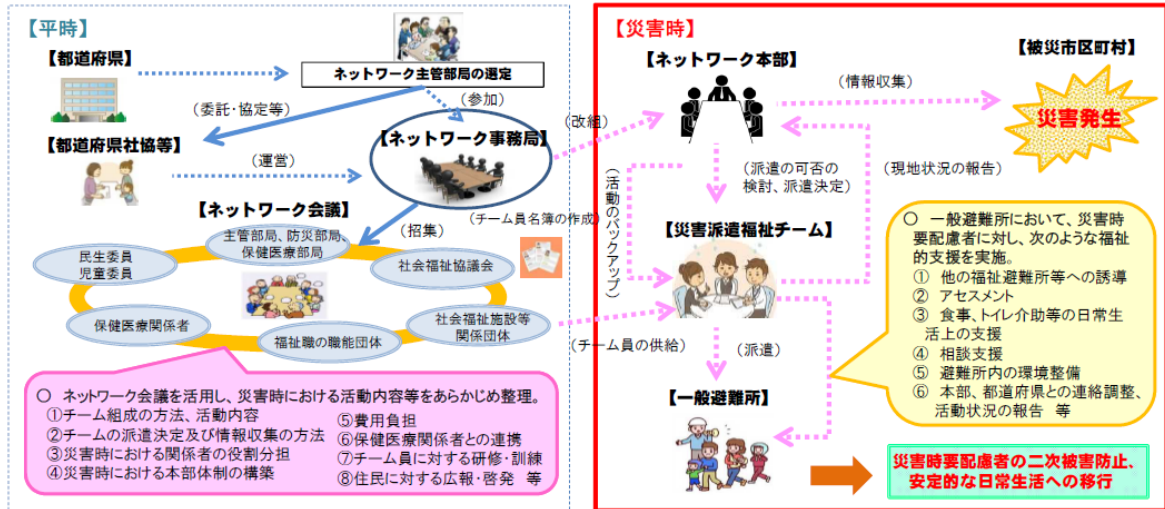 【平時】
【都道府県】
ネットワーク主管部局の選定
（委託・協定等）
（参加）
【都道府県社協等】
（運営）
【ネットワーク事務局】
【ネットワーク会議】
（招集）
（チーム員名簿の作成）
主管部局、防災部局、
保健医療部局
民生委員
児童委員
社会福祉協議会
保健医療関係者
福祉職の職能団体
社会福祉施設等
関係団体
○ ネットワーク会議を活用し、災害時における活動内容等をあらかじめ整理。
①チーム組成の方法、活動内容
②チームの派遣決定及び情報収集の方法
③災害時における関係者の役割分担
④災害時における本部体制の構築
⑤費用負担
⑥保健医療関係者との連携
⑦チーム員に対する研修・訓練
⑧住民に対する広報・啓発 等
【災害時】
【ネットワーク本部】
【被災市区町村】
（改組）
（情報収集）
災害発生
（派遣の可否の
検討、派遣決定）
（現地状況の報告）
（活動のバックアップ）
【災害派遣福祉チーム】
（チーム員の供給）
（派遣）
【一般避難所】
○ 一般避難所において、災害時
要配慮者に対し、次のような福祉
的支援を実施。
① 他の福祉避難所等への誘導
② アセスメント
③ 食事、トイレ介助等の日常生
活上の支援
④ 相談支援
⑤ 避難所内の環境整備
⑥ 本部、都道府県との連絡調整、
活動状況の報告 等
災害時要配慮者の二次被害防止、
安定的な日常生活への移行